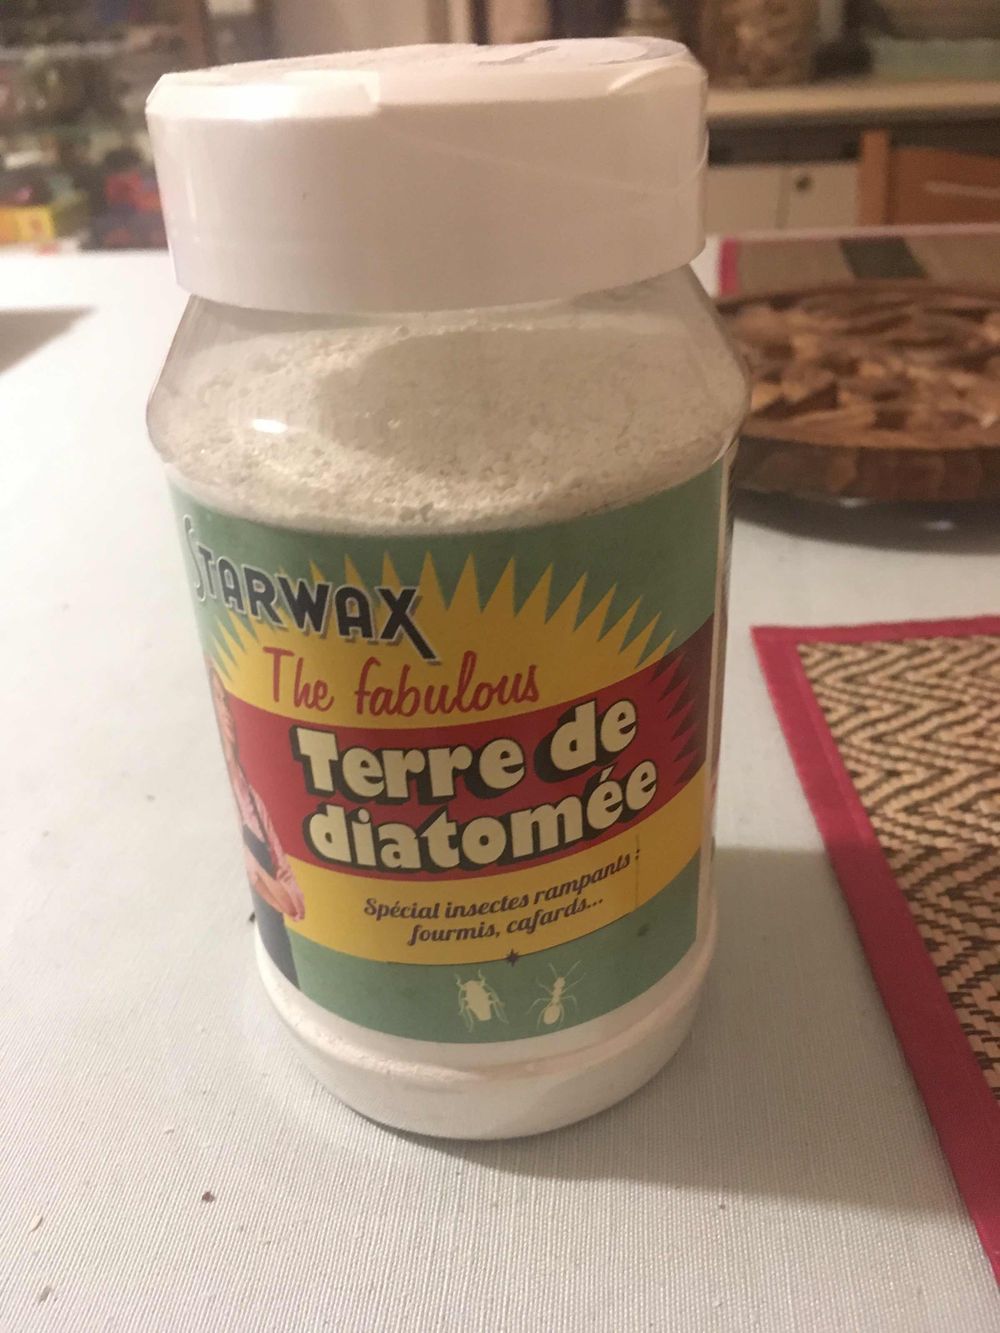 STARWAX
The fabulous
Terre de
diatomée
Spécial insectes rampants :
fourmis, cafards...